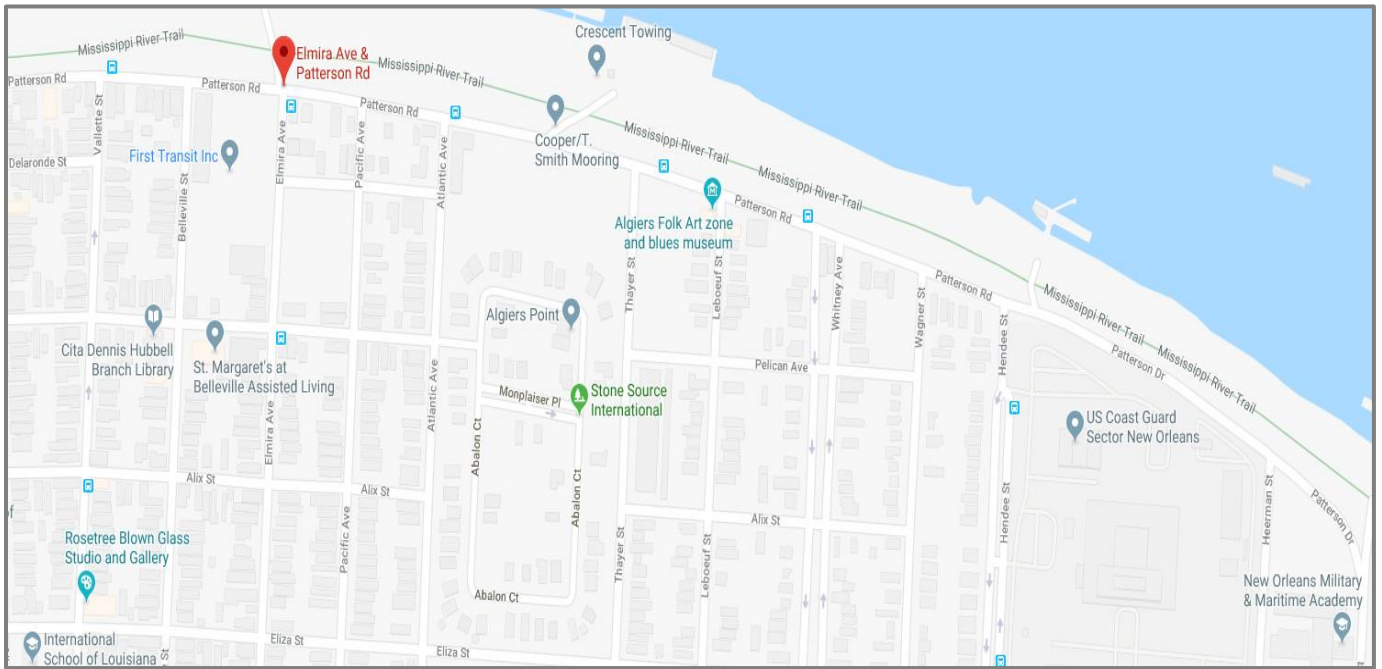 Mississippi River Trail
Elmira Ave &
Patterson Rd
Crescent Towing
Mississippi River Trail
Patterson Rd
Patterson Rd
Patterson Rd
Vallette St
Cooper/T.
Smith Mooring
Mississippi River Trail
First Transit Inc
Elmira Ave
Pacific Ave
Atlantic Ave
Delaronde St
Belleville St
Mississippi River Trail
Algiers Folk Art zone
and blues museum
Patterson Rd
Thayer St
Leboeuf St
Whitney Ave
Patterson Rd
Wagner St
Hendee St
Mississippi River Trail
Patterson Dr
Mississippi River Trail
Algiers Point
Cita Dennis Hubbell
Branch Library
St. Margaret's at
Belleville Assisted Living
Pelican Ave
Atlantic Ave
Monplaiser Pl
Stone Source
International
Elmira Ave
Abalon Ct
Abalon Ct
US Coast Guard
Sector New Orleans
Alix St
Alix St
Pacific Ave
Alix St
Thayer St
Leboeuf St
Hendee St
Heerman St
Patterson Dr
of
Rosetree Blown Glass
Studio and Gallery
Abalon Ct
New Orleans Military
& Maritime Academy
International
School of Louisiana
Eliza St
Eliza St